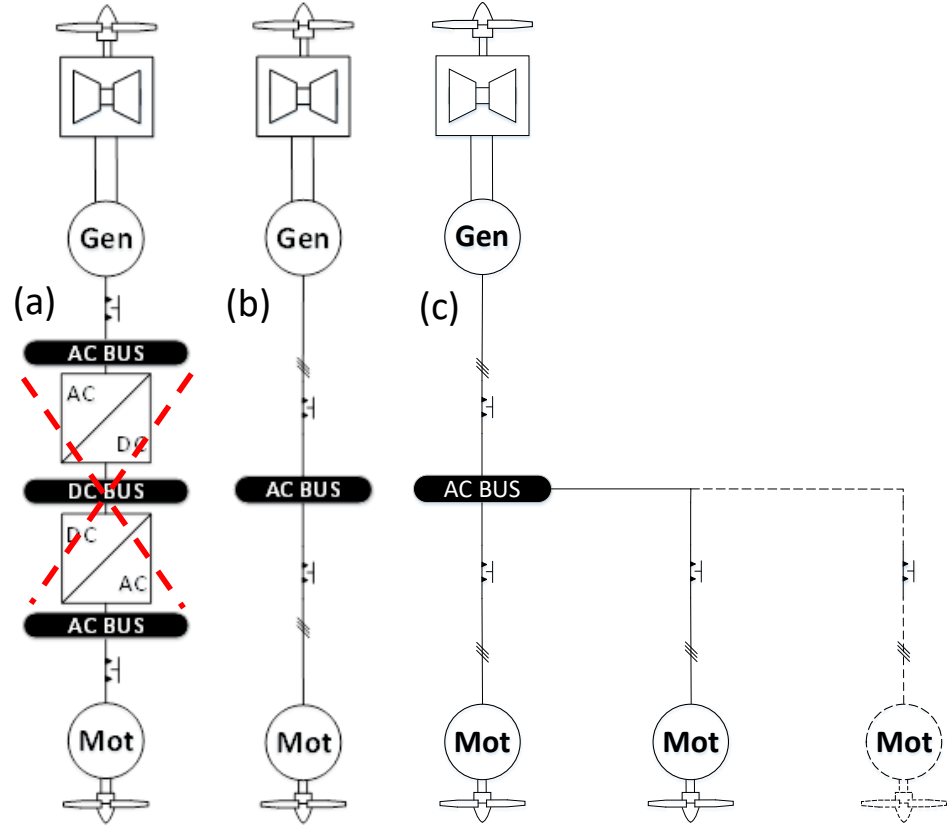 Gen
Gen
Gen
(a)
(b)
(c)
AC BUS
AC
DC
DC BUS
AC BUS
AC BUS
DC
AC
AC BUS
Mot
Mot
Mot
Mot
Mot